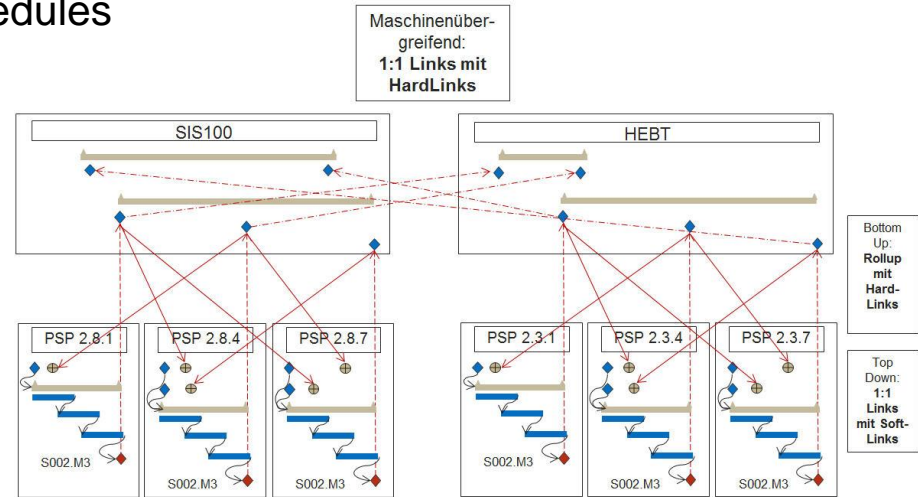 edules
Maschinenüber-
greifend:
1:1 Links mit
HardLinks
SIS100
HEBT
Bottom
Up:
Rollup
mit
Hard-
Links
PSP 2.8.1
PSP 2.8.4
PSP 2.8.7
PSP 2.3.1
PSP 2.3.4
PSP 2.3.7
Top
Down:
1:1
Links
mit Soft-
Links
S002.M3
S002.M3
S002.M3
S002.M3
S002.M3
S002.M3